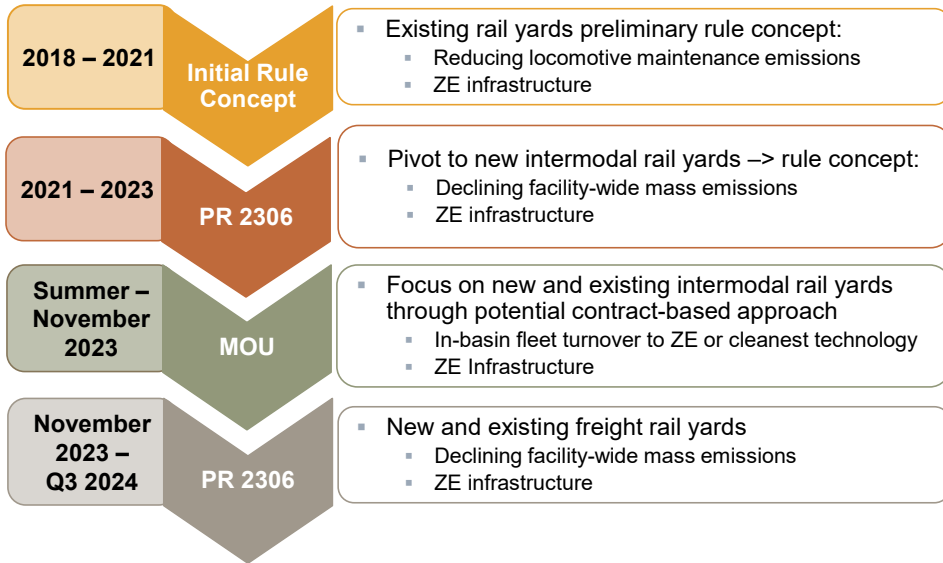 2018 – 2021
Initial Rule
Concept
▪ Existing rail yards preliminary rule concept:
▪ Reducing locomotive maintenance emissions
▪ ZE infrastructure
2021 – 2023
PR 2306
▪ Pivot to new intermodal rail yards –> rule concept:
▪ Declining facility-wide mass emissions
▪ ZE infrastructure
Summer –
November
2023
MOU
▪ Focus on new and existing intermodal rail yards
through potential contract-based approach
▪ In-basin fleet turnover to ZE or cleanest technology
▪ ZE Infrastructure
November
2023 –
Q3 2024
PR 2306
▪ New and existing freight rail yards
▪ Declining facility-wide mass emissions
▪ ZE infrastructure